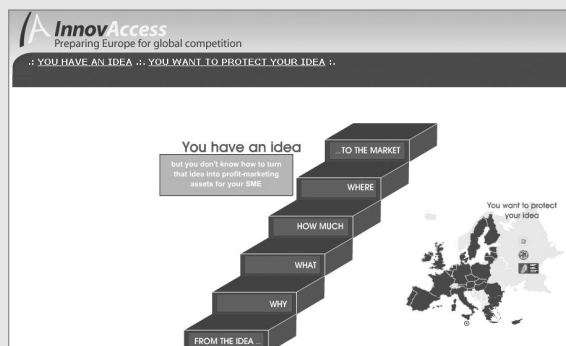 InnovAccess
Preparing Europe for global competition
.: YOU HAVE AN IDEA .:. YOU WANT TO PROTECT YOUR IDEA :.
You have an idea
but you don't know how to turn
that idea into profit-marketing
assets for your SME
... TO THE MARKET
WHERE
HOW MUCH
WHAT
WHY
FROM THE IDEA ...
You want to protect
your idea